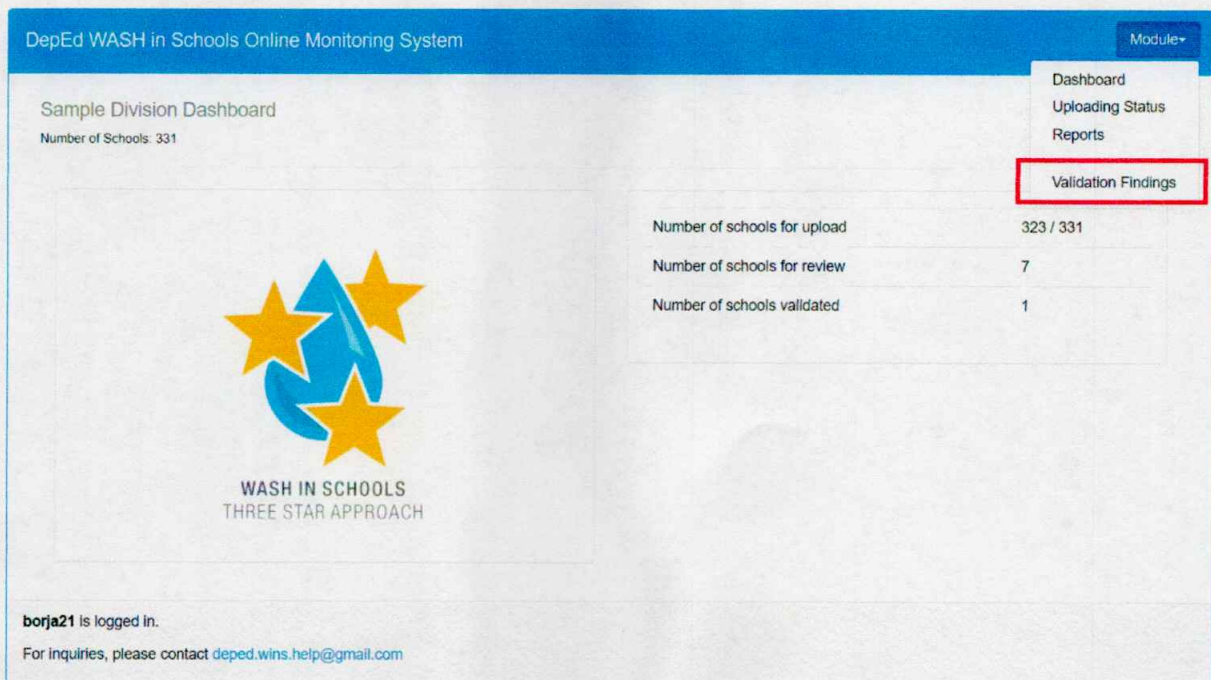 DepEd WASH in Schools Online Monitoring System
Module
Dashboard
Uploading Status
Reports
Validation Findings
Sample Division Dashboard
Number of Schools: 331
Number of schools for upload 323 / 331
Number of schools for review 7
Number of schools validated 1
WASH IN SCHOOLS
THREE STAR APPROACH
borja21 is logged in.
For inquiries, please contact deped.wins.help@gmail.com